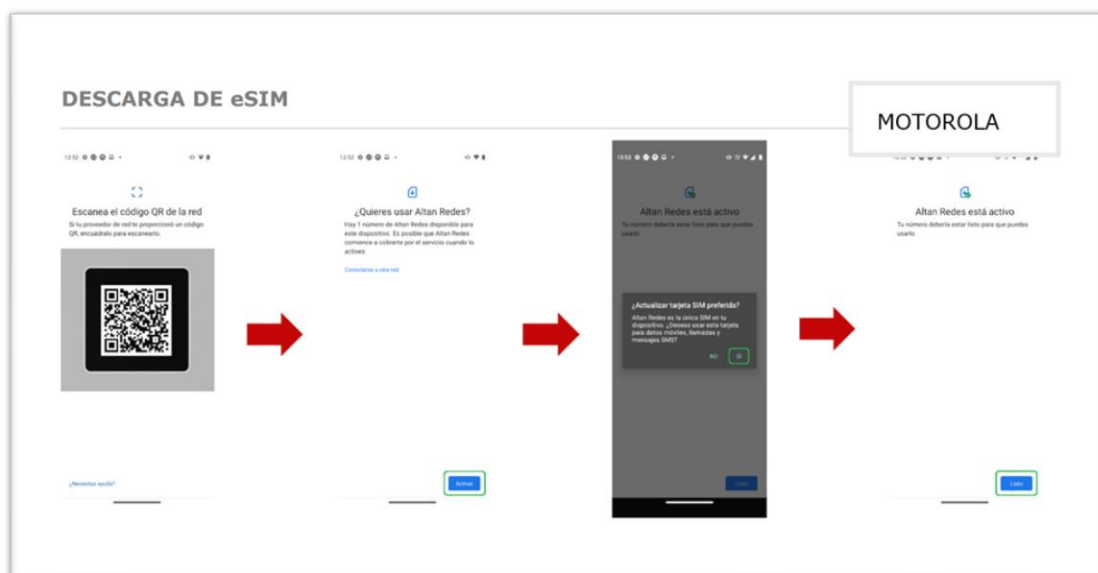 DESCARGA DE eSIM
MOTOROLA
12:52
Escanea el código QR de la red
Si tu proveedor de red te proporcionó un código
QR, encuádralo para escanearlo.
¿Necesitas ayuda?
12:52
¿Quieres usar Altan Redes?
Hay 1 número de Altan Redes disponible para
este dispositivo. Es posible que Altan Redes
comience a cobrarte por el servicio cuando lo
actives.
Conectarse a otra red
Activar
Altan Redes está activo
Tu número debería estar listo para que puedas
usarlo
¿Actualizar tarjeta SIM preferida?
Altan Redes es la única SIM en tu
dispositivo. ¿Deseas usar esta tarjeta
para datos móviles, llamadas y
mensajes SMS?
NO SÍ
Listo
Altan Redes está activo
Tu número debería estar listo para que puedas
usarlo
Listo